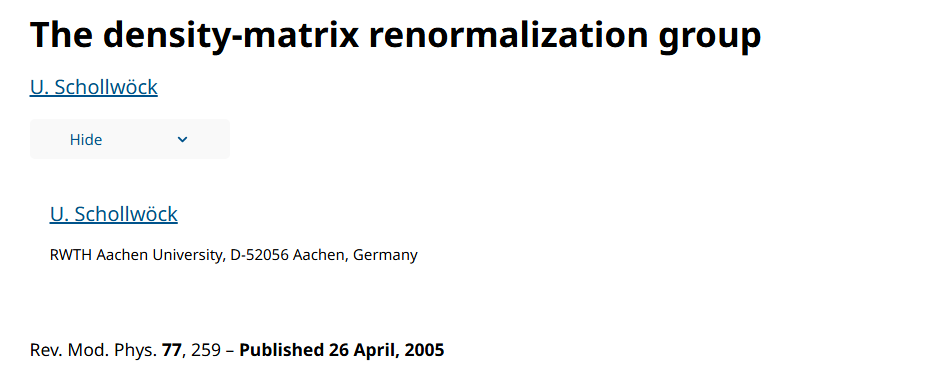 The density-matrix renormalization group
U. Schollwöck
Hide
U. Schollwöck
RWTH Aachen University, D-52056 Aachen, Germany
Rev. Mod. Phys. 77, 259 – Published 26 April, 2005